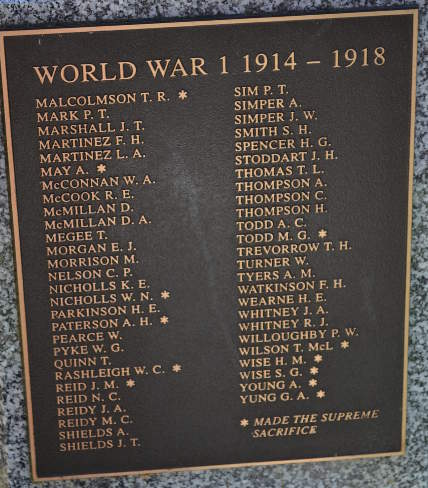 WORLD WAR 1 1914 – 1918
MALCOLMSON T. R. *
MARK P. T.
MARSHALL J. T.
MARTINEZ F. H.
MARTINEZ L. A.
MAY A. *
McCONNAN W. A.
McCOOK R. E.
McMILLAN D.
McMILLAN D. A.
MEGEE T.
MORGAN E. J.
MORRISON M.
NELSON C. P.
NICHOLLS K. E.
NICHOLLS W. N. *
PARKINSON H. E.
PATERSON A. H. *
PEARCE W.
PYKE W. G.
QUINN T.
RASHLEIGH W. C. *
REID J. M. *
REID N. C.
REIDY J. A.
REIDY M. C.
SHIELDS A.
SHIELDS J. T.
SIM P. T.
SIMPER A.
SIMPER J. W.
SMITH S. H.
SPENCER H. G.
STODDART J. H.
THOMAS T. L.
THOMPSON A.
THOMPSON C.
THOMPSON H.
TODD A. C.
TODD M. G. *
TREVORROW T. H.
TURNER W.
TYERS A. M.
WATKINSON F. H.
WEARNE H. E.
WHITNEY J. A.
WHITNEY R. J.
WILLOUGHBY P. W.
WILSON T. McL *
WISE H. M. *
WISE S. G. *
YOUNG A. *
YUNG G. A. *
* MADE THE SUPREME
SACRIFICE